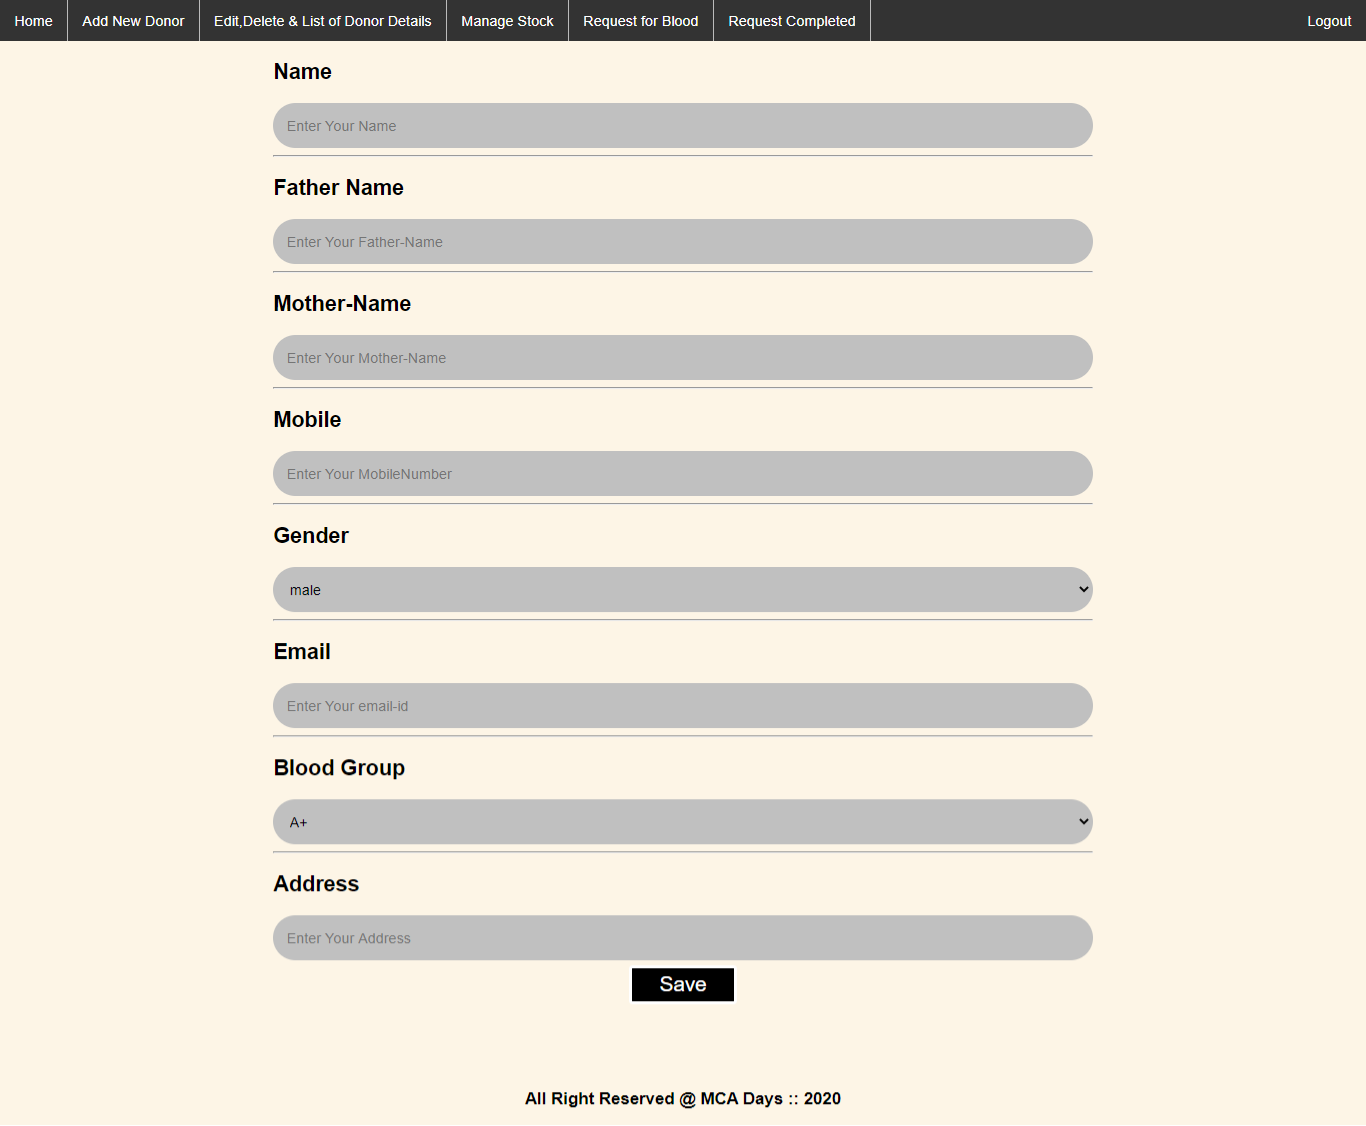 Home Add New Donor Edit,Delete & List of Donor Details Manage Stock Request for Blood Request Completed Logout
Name
Enter Your Name
Father Name
Enter Your Father-Name
Mother-Name
Enter Your Mother-Name
Mobile
Enter Your MobileNumber
Gender
male
Email
Enter Your email-id
Blood Group
A+
Address
Enter Your Address
Save
All Right Reserved @ MCA Days :: 2020